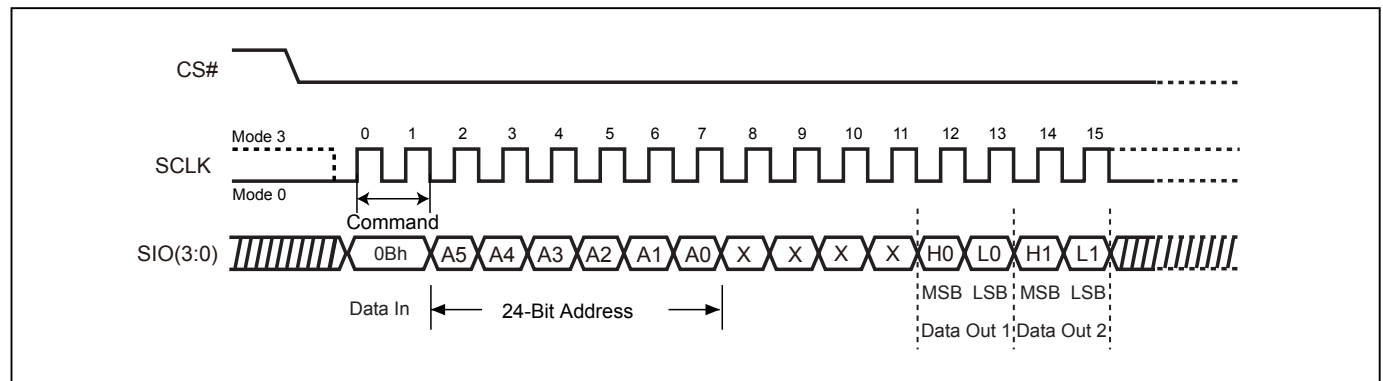 CS#
Mode 3
0 1 2 3 4 5 6 7 8 9 10 11 12 13 14 15
SCLK
Mode 0
Command
SIO(3:0) 0Bh A5 A4 A3 A2 A1 A0 X X X X H0 L0 H1 L1
MSB LSB MSB LSB
Data In 24-Bit Address
Data Out 1 Data Out 2